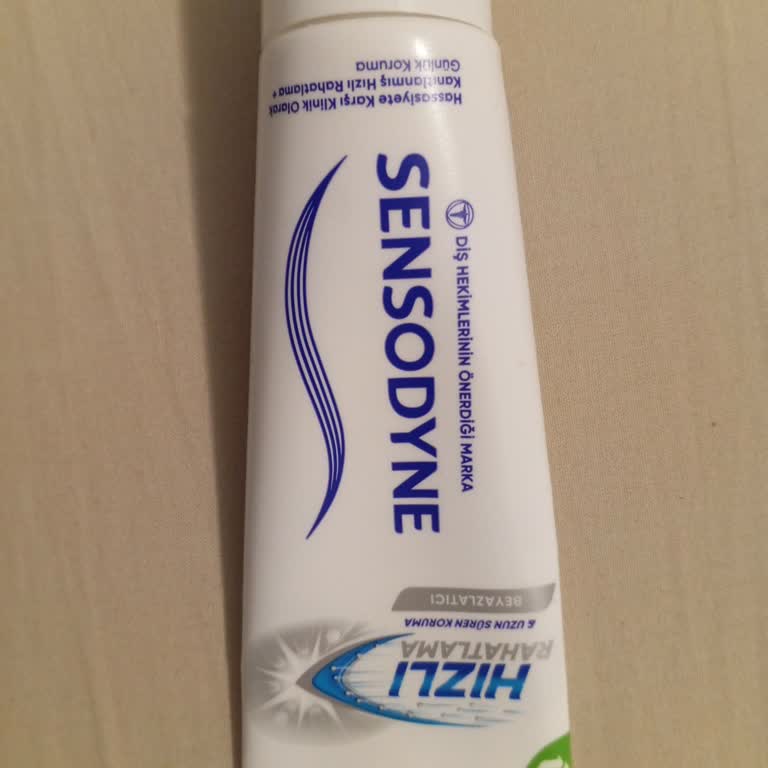 DİŞ HEKİMLERİNİN ÖNERDİĞİ MARKA
SENSODYNE
HIZLI
RAHATLAMA
& UZUN SÜREN KORUMA
BEYAZLATICI
Hassasiyete Karşı Klinik Olarak
Kanıtlanmış Hızlı Rahatlama +
Günlük Koruma